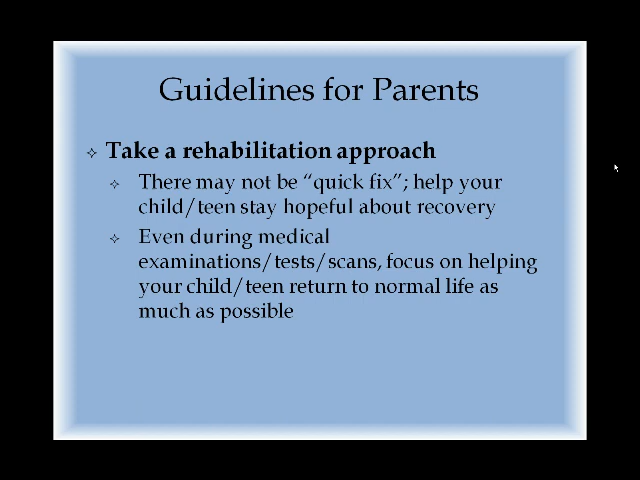 Guidelines for Parents
Take a rehabilitation approach
There may not be “quick fix”; help your
child/teen stay hopeful about recovery
Even during medical
examinations/tests/scans, focus on helping
your child/teen return to normal life as
much as possible